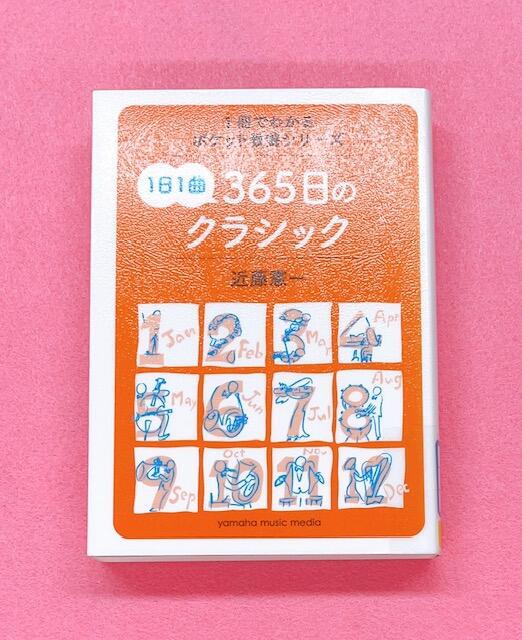 1冊でわかる
ポケット教養シリーズ
1日1曲
365日の
クラシック
近藤憲一
1 Jan
2 Feb
3 Mar
4 Apr
5 May
6 Jun
7 Jul
8 Aug
9 Sep
10 Oct
11 Nov
12 Dec
yamaha music media